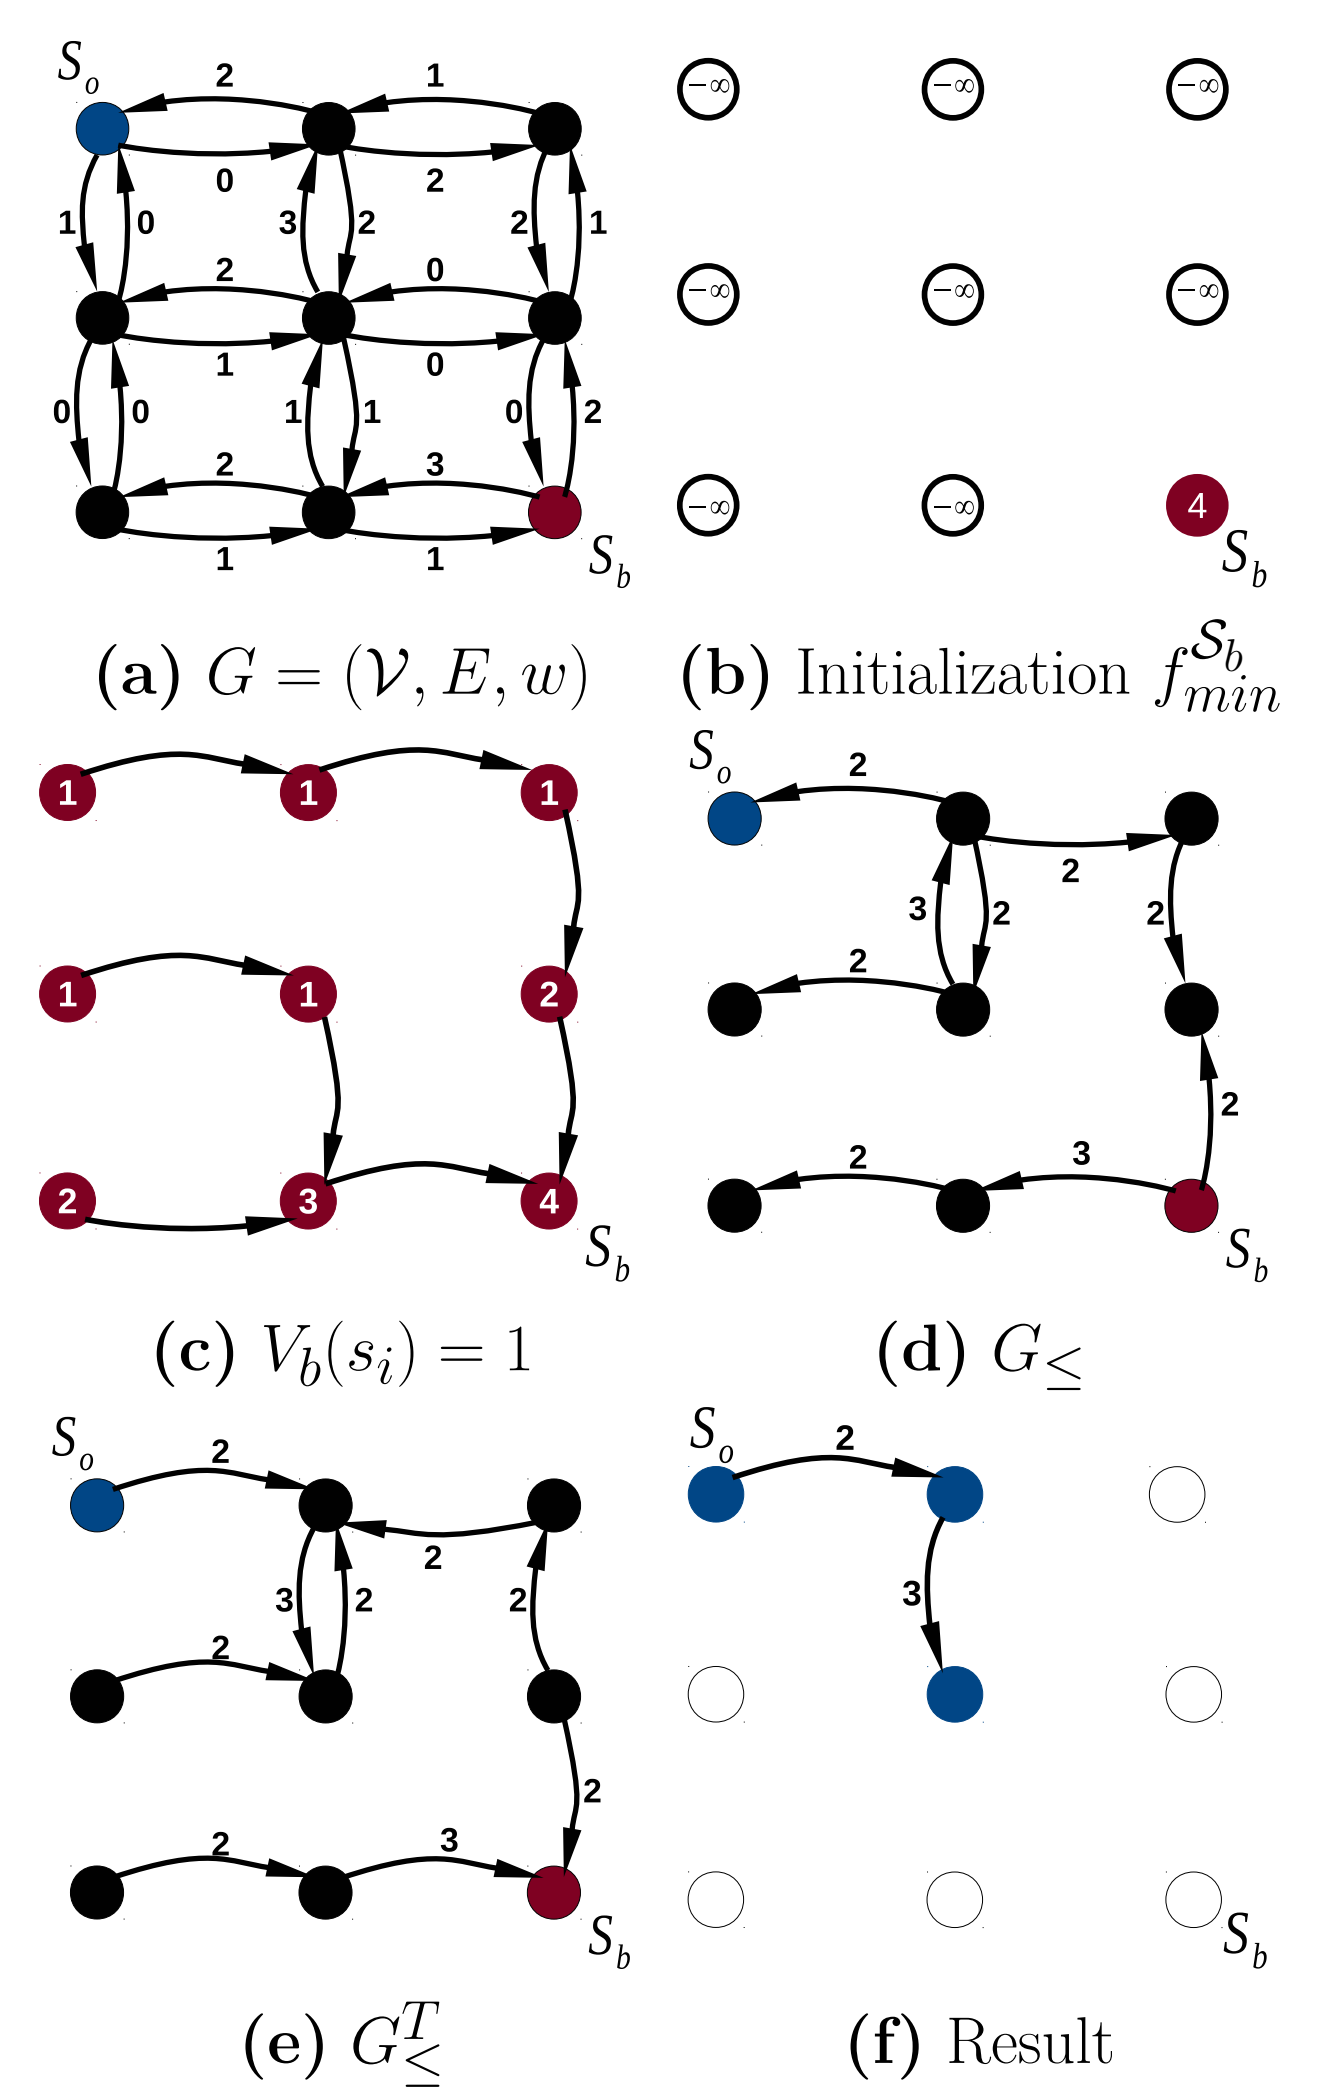 S_o
2 1
0 2
1 0 3 2 2 1
2 0
1 0
0 0 1 1 0 2
2 3
1 1
S_b
−∞ −∞ −∞
−∞ −∞ −∞
−∞ −∞ 4
S_b
(a) G = (𝒱, E, w)
(b) Initialization f_{min}^{𝒮_b}
1 1 1
1 1 2
2 3 4
S_b
S_o
2
2
3 2 2
2
2
2 3
S_b
(c) V_b(s_i) = 1
(d) G_≤
S_o
2
2
3 2 2
2
2
2 3
S_b
S_o
2
3
S_b
(e) G_≤^T
(f) Result